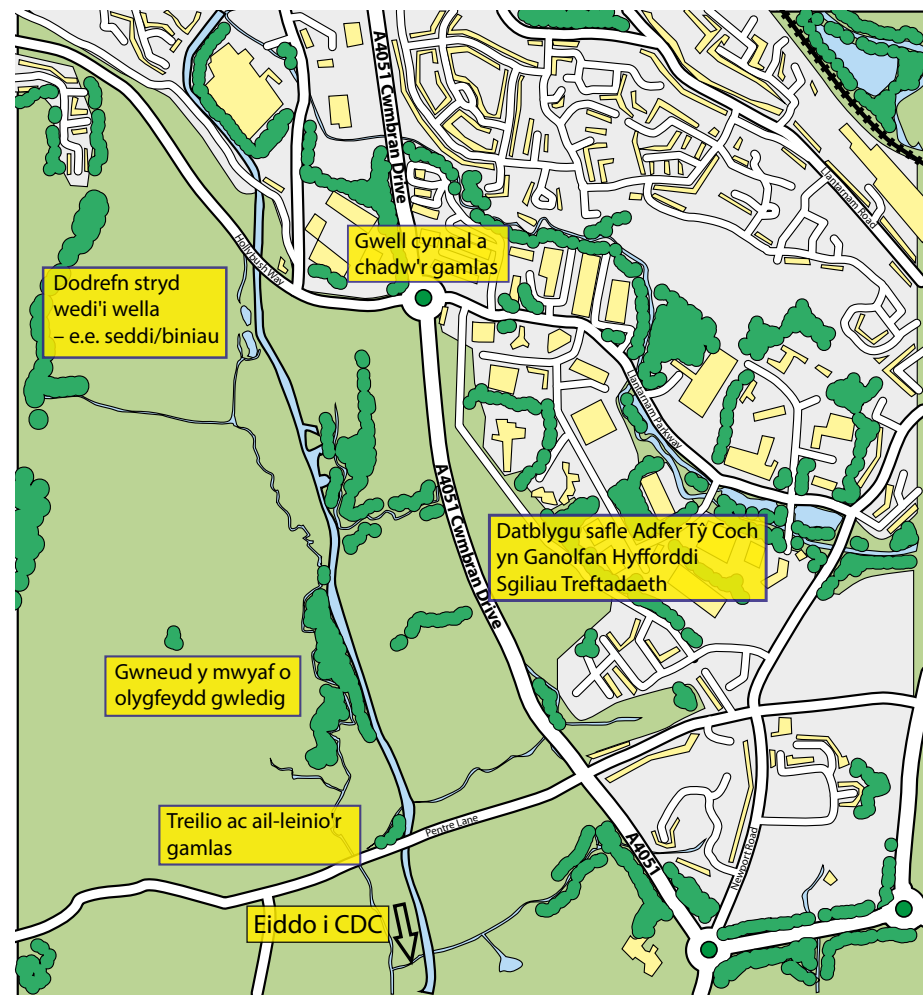 A4051 Cwmbran Drive
Llantarnam Road
Hollybush Way
Gwell cynnal a
chadw'r gamlas
Dodrefn stryd
wedi'i wella
– e.e. seddi/biniau
Llantarnam Parkway
A4051 Cwmbran Drive
Datblygu safle Adfer Tŷ Coch
yn Ganolfan Hyfforddi
Sgiliau Treftadaeth
Gwneud y mwyaf o
olygfeydd gwledig
Treilio ac ail-leinio'r
gamlas
Pentre Lane
A4051
Newport Road
Eiddo i CDC